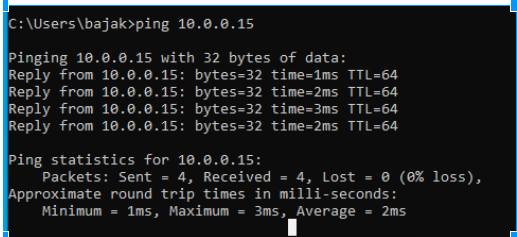 C:\Users\bajak>ping 10.0.0.15
Pinging 10.0.0.15 with 32 bytes of data:
Reply from 10.0.0.15: bytes=32 time=1ms TTL=64
Reply from 10.0.0.15: bytes=32 time=2ms TTL=64
Reply from 10.0.0.15: bytes=32 time=3ms TTL=64
Reply from 10.0.0.15: bytes=32 time=2ms TTL=64
Ping statistics for 10.0.0.15:
Packets: Sent = 4, Received = 4, Lost = 0 (0% loss),
Approximate round trip times in milli-seconds:
Minimum = 1ms, Maximum = 3ms, Average = 2ms